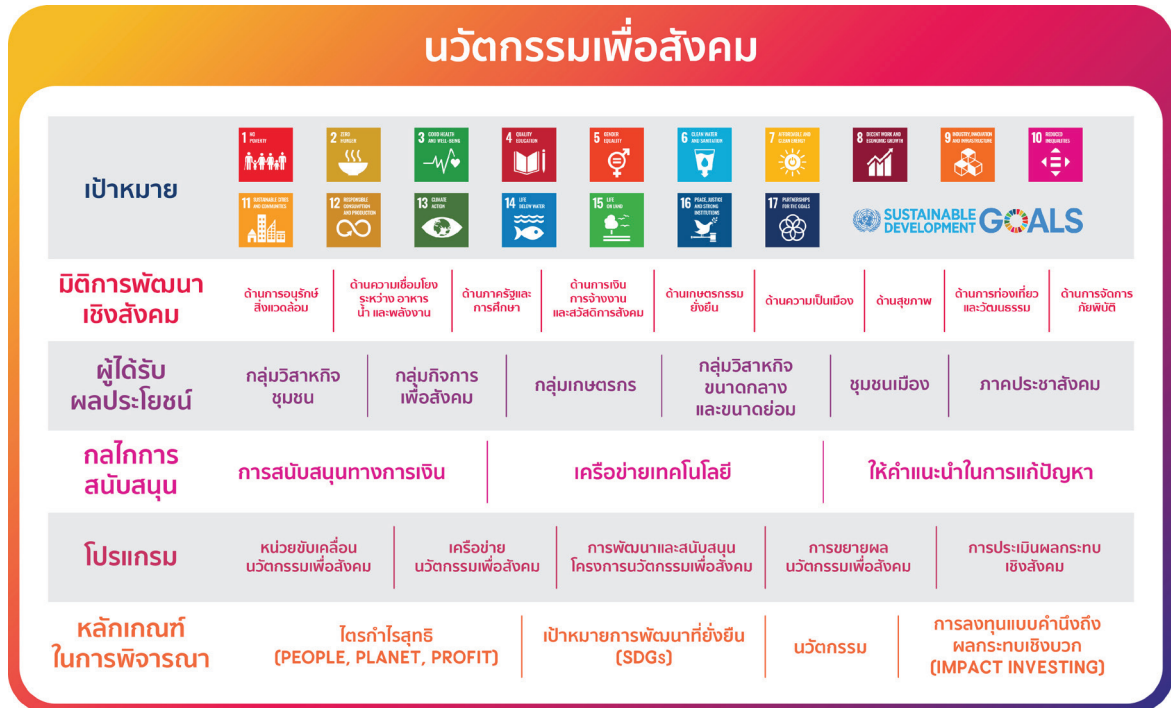 นวัตกรรมเพื่อสังคม
เป้าหมาย
1 NO
POVERTY
2 ZERO
HUNGER
3 GOOD HEALTH
AND WELL-BEING
4 QUALITY
EDUCATION
5 GENDER
EQUALITY
6 CLEAN WATER
AND SANITATION
7 AFFORDABLE AND
CLEAN ENERGY
8 DECENT WORK AND
ECONOMIC GROWTH
9 INDUSTRY, INNOVATION
AND INFRASTRUCTURE
10 REDUCED
INEQUALITIES
11 SUSTAINABLE CITIES
AND COMMUNITIES
12 RESPONSIBLE
CONSUMPTION
AND PRODUCTION
13 CLIMATE
ACTION
14 LIFE
BELOW WATER
15 LIFE
ON LAND
16 PEACE, JUSTICE
AND STRONG
INSTITUTIONS
17 PARTNERSHIPS
FOR THE GOALS
SUSTAINABLE
DEVELOPMENT
GOALS
มิติการพัฒนา
เชิงสังคม
ด้านการอนุรักษ์
สิ่งแวดล้อม
ด้านความเชื่อมโยง
ระหว่าง อาหาร
น้ำ และพลังงาน
ด้านภาครัฐและ
การศึกษา
ด้านการเงิน
การจ้างงาน
และสวัสดิการสังคม
ด้านเกษตรกรรม
ยั่งยืน
ด้านความเป็นเมือง
ด้านสุขภาพ
ด้านการท่องเที่ยว
และวัฒนธรรม
ด้านการจัดการ
ภัยพิบัติ
ผู้ได้รับ
ผลประโยชน์
กลุ่มวิสาหกิจ
ชุมชน
กลุ่มกิจการ
เพื่อสังคม
กลุ่มเกษตรกร
กลุ่มวิสาหกิจ
ขนาดกลาง
และขนาดย่อม
ชุมชนเมือง
ภาคประชาสังคม
กลไกการ
สนับสนุน
การสนับสนุนทางการเงิน
เครือข่ายเทคโนโลยี
ให้คำแนะนำในการแก้ปัญหา
โปรแกรม
หน่วยขับเคลื่อน
นวัตกรรมเพื่อสังคม
เครือข่าย
นวัตกรรมเพื่อสังคม
การพัฒนาและสนับสนุน
โครงการนวัตกรรมเพื่อสังคม
การขยายผล
นวัตกรรมเพื่อสังคม
การประเมินผลกระทบ
เชิงสังคม
หลักเกณฑ์
ในการพิจารณา
ไตรกำไรสุทธิ
(PEOPLE, PLANET, PROFIT)
เป้าหมายการพัฒนาที่ยั่งยืน
(SDGs)
นวัตกรรม
การลงทุนแบบคำนึงถึง
ผลกระทบเชิงบวก
(IMPACT INVESTING)